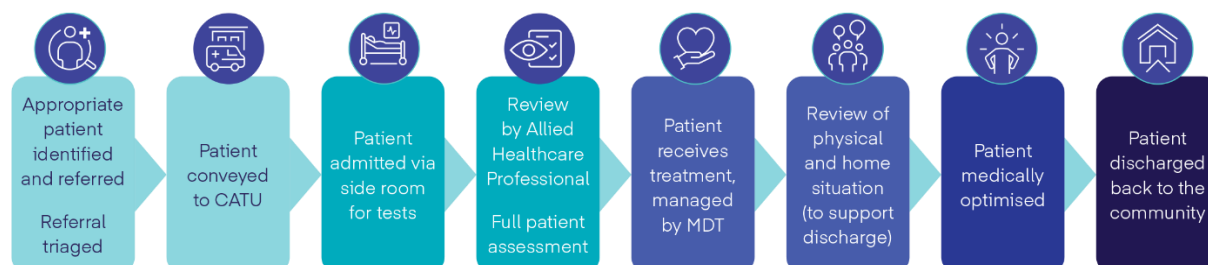 Appropriate
patient
identified
and referred
Referral
triaged
Patient
conveyed
to CATU
Patient
admitted via
side room
for tests
Review
by Allied
Healthcare
Professional
Full patient
assessment
Patient
receives
treatment,
managed
by MDT
Review of
physical
and home
situation
(to support
discharge)
Patient
medically
optimised
Patient
discharged
back to the
community